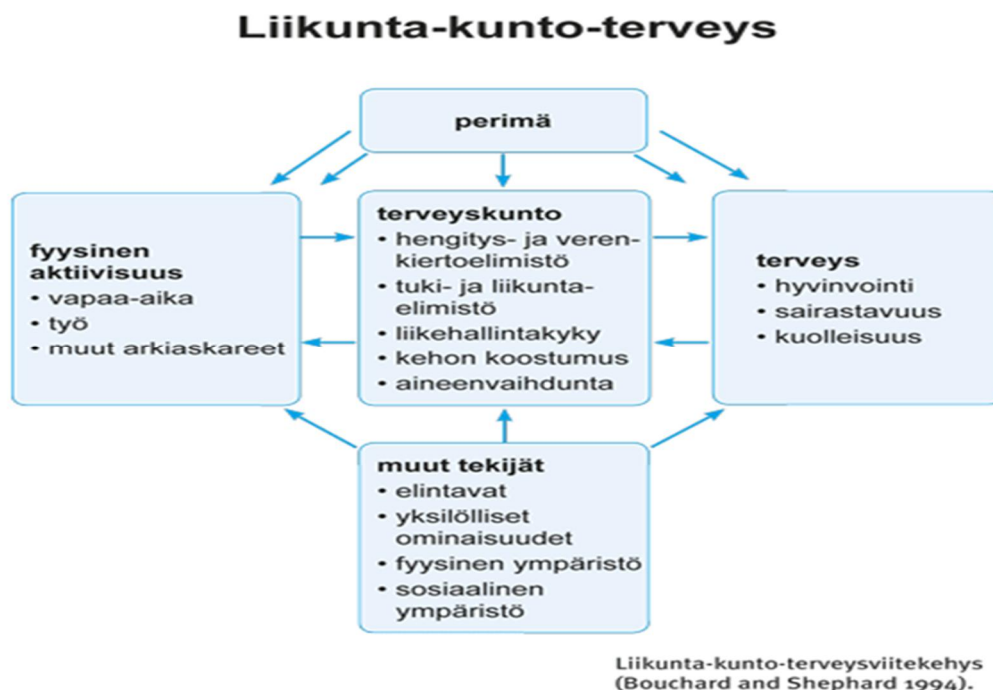 Liikunta-kunto-terveys
perimä
fyysinen
aktiivisuus
• vapaa-aika
• työ
• muut arkiaskareet
terveyskunto
• hengitys- ja veren-
kiertoelimistö
• tuki- ja liikunta-
elimistö
• liikehallintakyky
• kehon koostumus
• aineenvaihdunta
terveys
• hyvinvointi
• sairastavuus
• kuolleisuus
muut tekijät
• elintavat
• yksilölliset
ominaisuudet
• fyysinen ympäristö
• sosiaalinen
ympäristö
Liikunta-kunto-terveysviitekehys
(Bouchard and Shephard 1994).